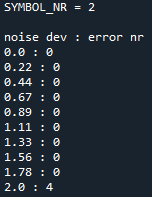 SYMBOL_NR = 2
noise dev : error nr
0.0 : 0
0.22 : 0
0.44 : 0
0.67 : 0
0.89 : 0
1.11 : 0
1.33 : 0
1.56 : 0
1.78 : 0
2.0 : 4